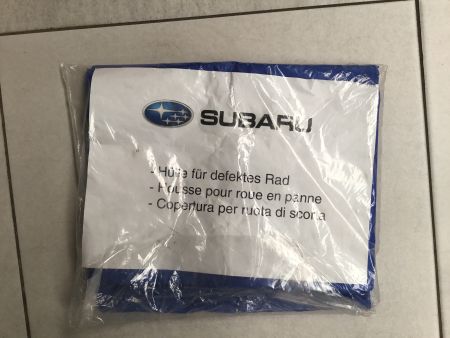 SUBARU
- Hülle für defektes Rad
- Housse pour roue en panne
- Copertura per ruota di scorta